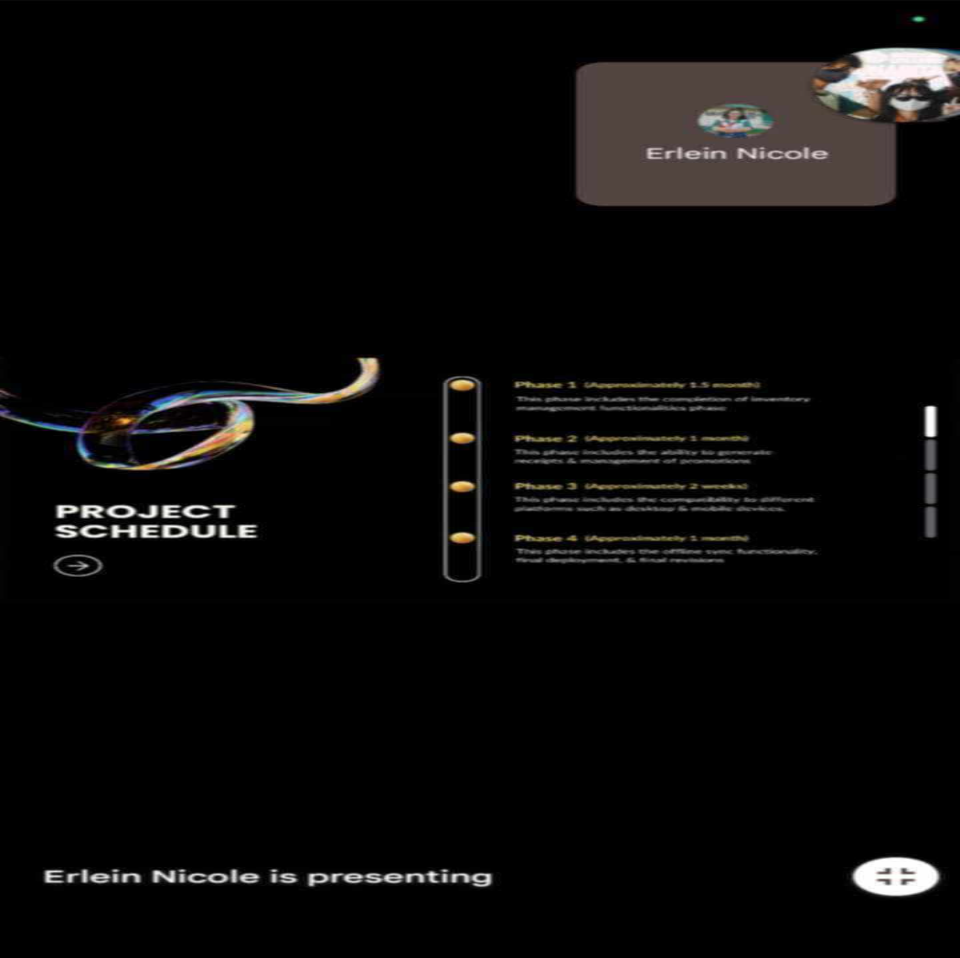 Erlein Nicole
PROJECT
SCHEDULE
Phase 1 (Approximately 1.5 month)
This phase includes the completion of inventory
management functionalities phase
Phase 2 (Approximately 1 month)
This phase includes the ability to generate
receipts & management of promotions
Phase 3 (Approximately 2 weeks)
This phase includes the compatibility to different
platforms such as desktop & mobile devices.
Phase 4 (Approximately 1 month)
This phase includes the offline sync functionality,
final deployment, & final revisions
Erlein Nicole is presenting